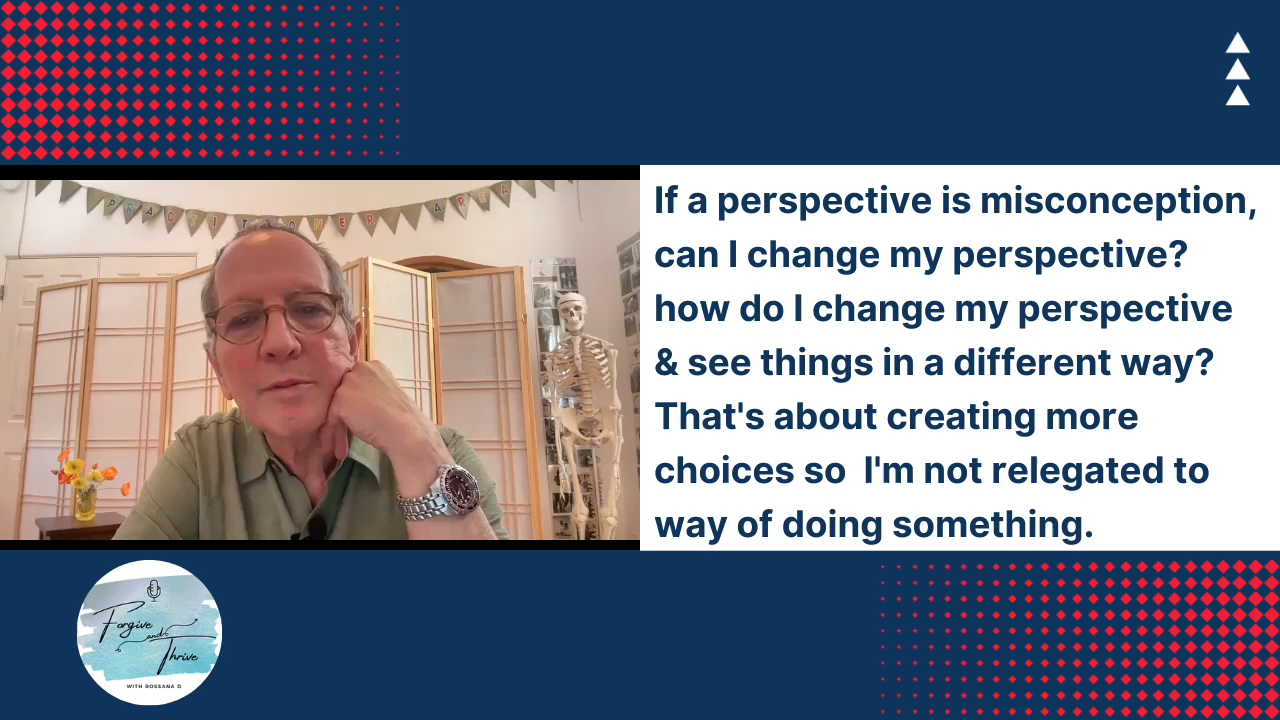 PRACTITIONER
If a perspective is misconception,
can I change my perspective?
how do I change my perspective
& see things in a different way?
That's about creating more
choices so  I'm not relegated to
way of doing something.
Forgive
and
Thrive
WITH ROSSANA D